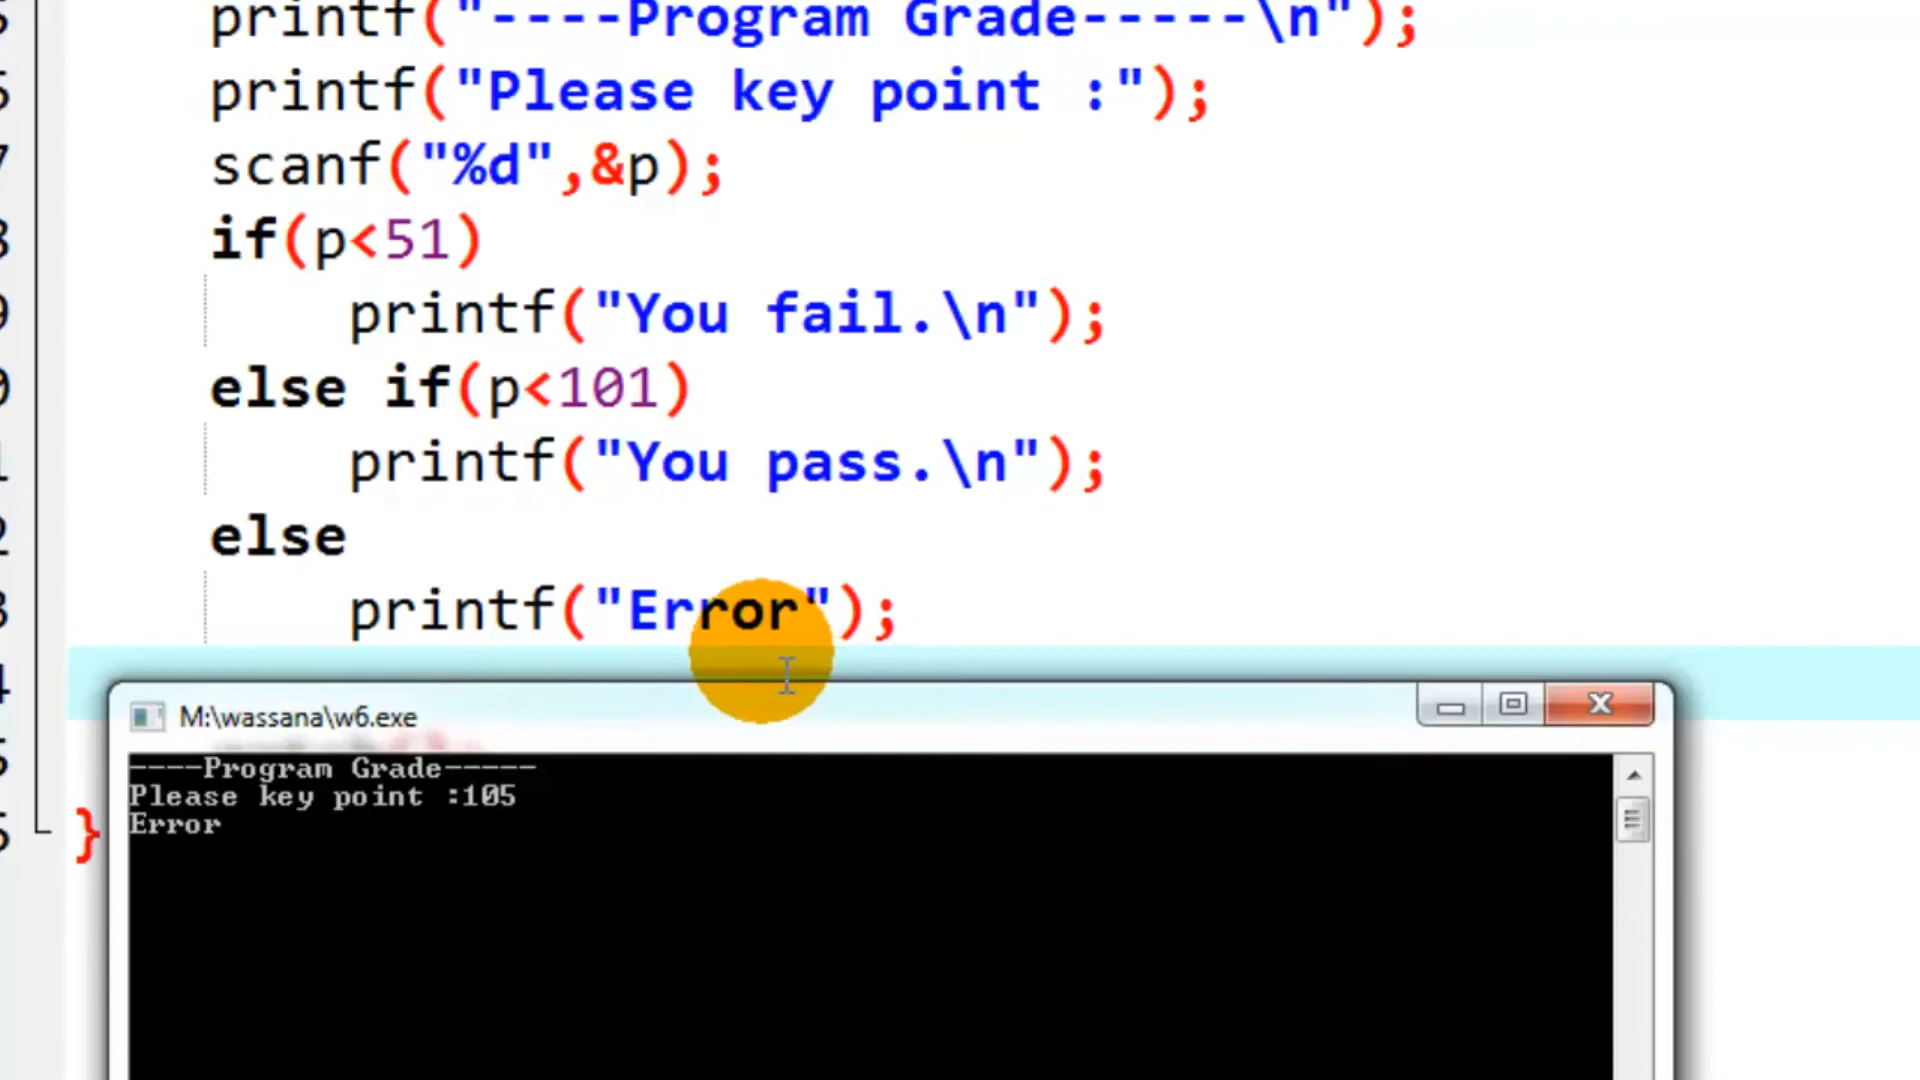 printf("----Program Grade-----\n");
printf("Please key point :");
scanf("%d",&p);
if(p<51)
printf("You fail.\n");
else if(p<101)
printf("You pass.\n");
else
printf("Error");
M:\wassana\w6.exe
----Program Grade-----
Please key point :105
Error
}